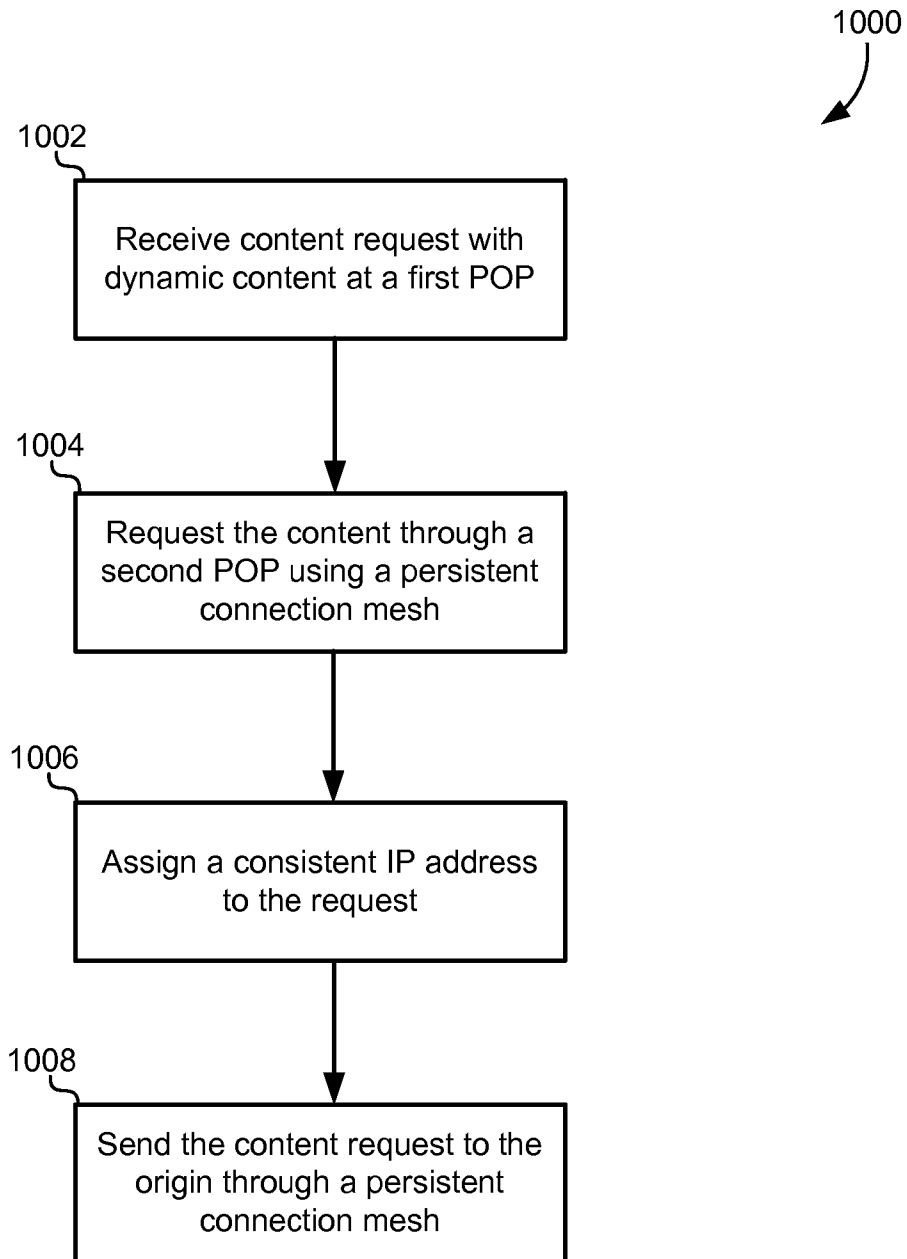 1000
1002
Receive content request with
dynamic content at a first POP
1004
Request the content through a
second POP using a persistent
connection mesh
1006
Assign a consistent IP address
to the request
1008
Send the content request to the
origin through a persistent
connection mesh